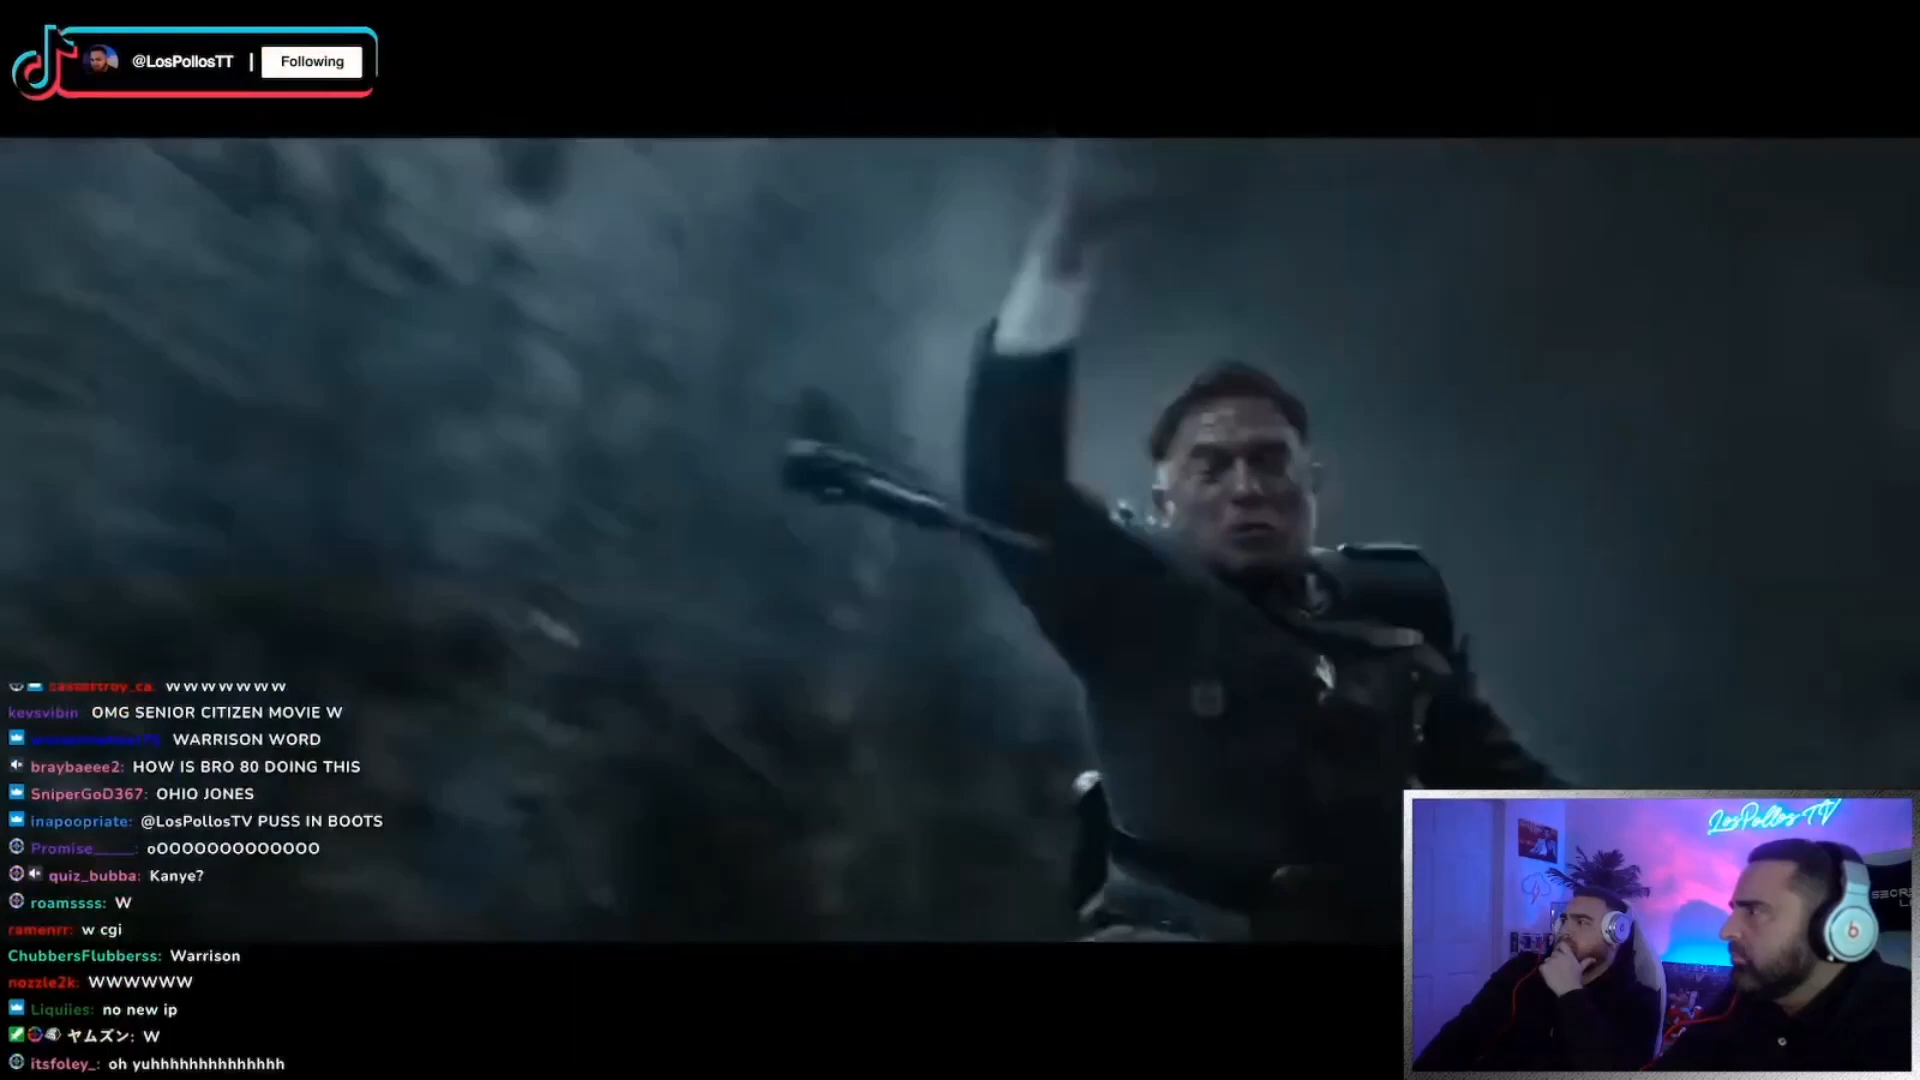 @LosPollosTT | Following
WWWWWWW
kevsvibin: OMG SENIOR CITIZEN MOVIE W
WARRISON WORD
braybaeee2: HOW IS BRO 80 DOING THIS
SniperGoD367: OHIO JONES
inapoopriate: @LosPollosTV PUSS IN BOOTS
Promise_____: oOOOOOOOOOOOOO
quiz_bubba: Kanye?
roamssss: W
ramenrr: w cgi
ChubbersFlubberss: Warrison
nozzle2k: WWWWWW
Liquiies: no new ip
ヤムズン: W
itsfoley_: oh yuhhhhhhhhhhhhhh
LosPollosTV